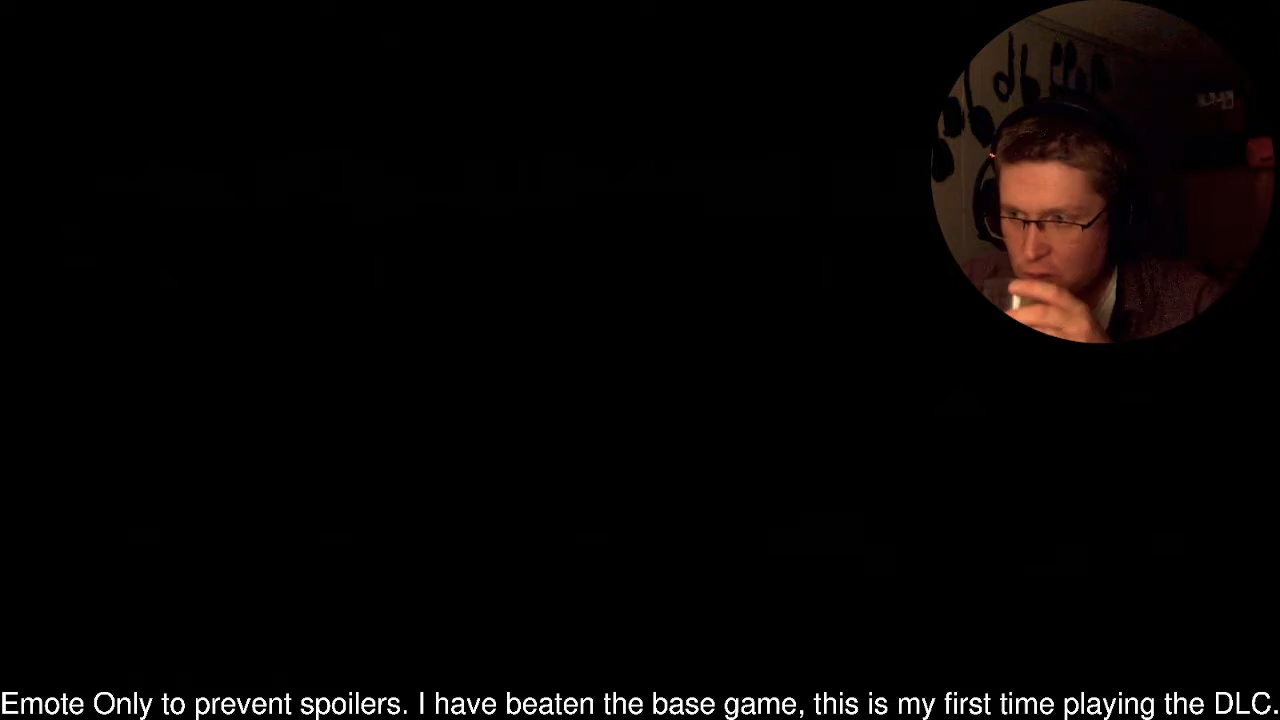 Emote Only to prevent spoilers. I have beaten the base game, this is my first time playing the DLC.